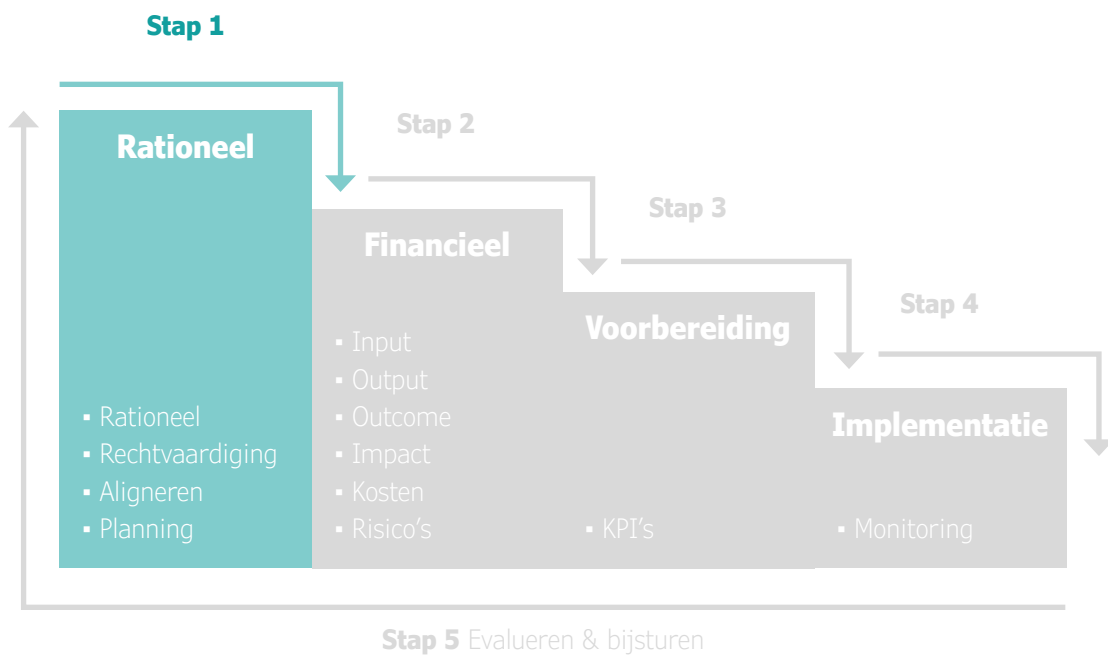 Stap 1
Rationeel
▪ Rationeel
▪ Rechtvaardiging
▪ Aligneren
▪ Planning
Stap 2
Financieel
▪ Input
▪ Output
▪ Outcome
▪ Impact
▪ Kosten
▪ Risico’s
Stap 3
Voorbereiding
▪ KPI’s
Stap 4
Implementatie
▪ Monitoring
Stap 5 Evalueren & bijsturen